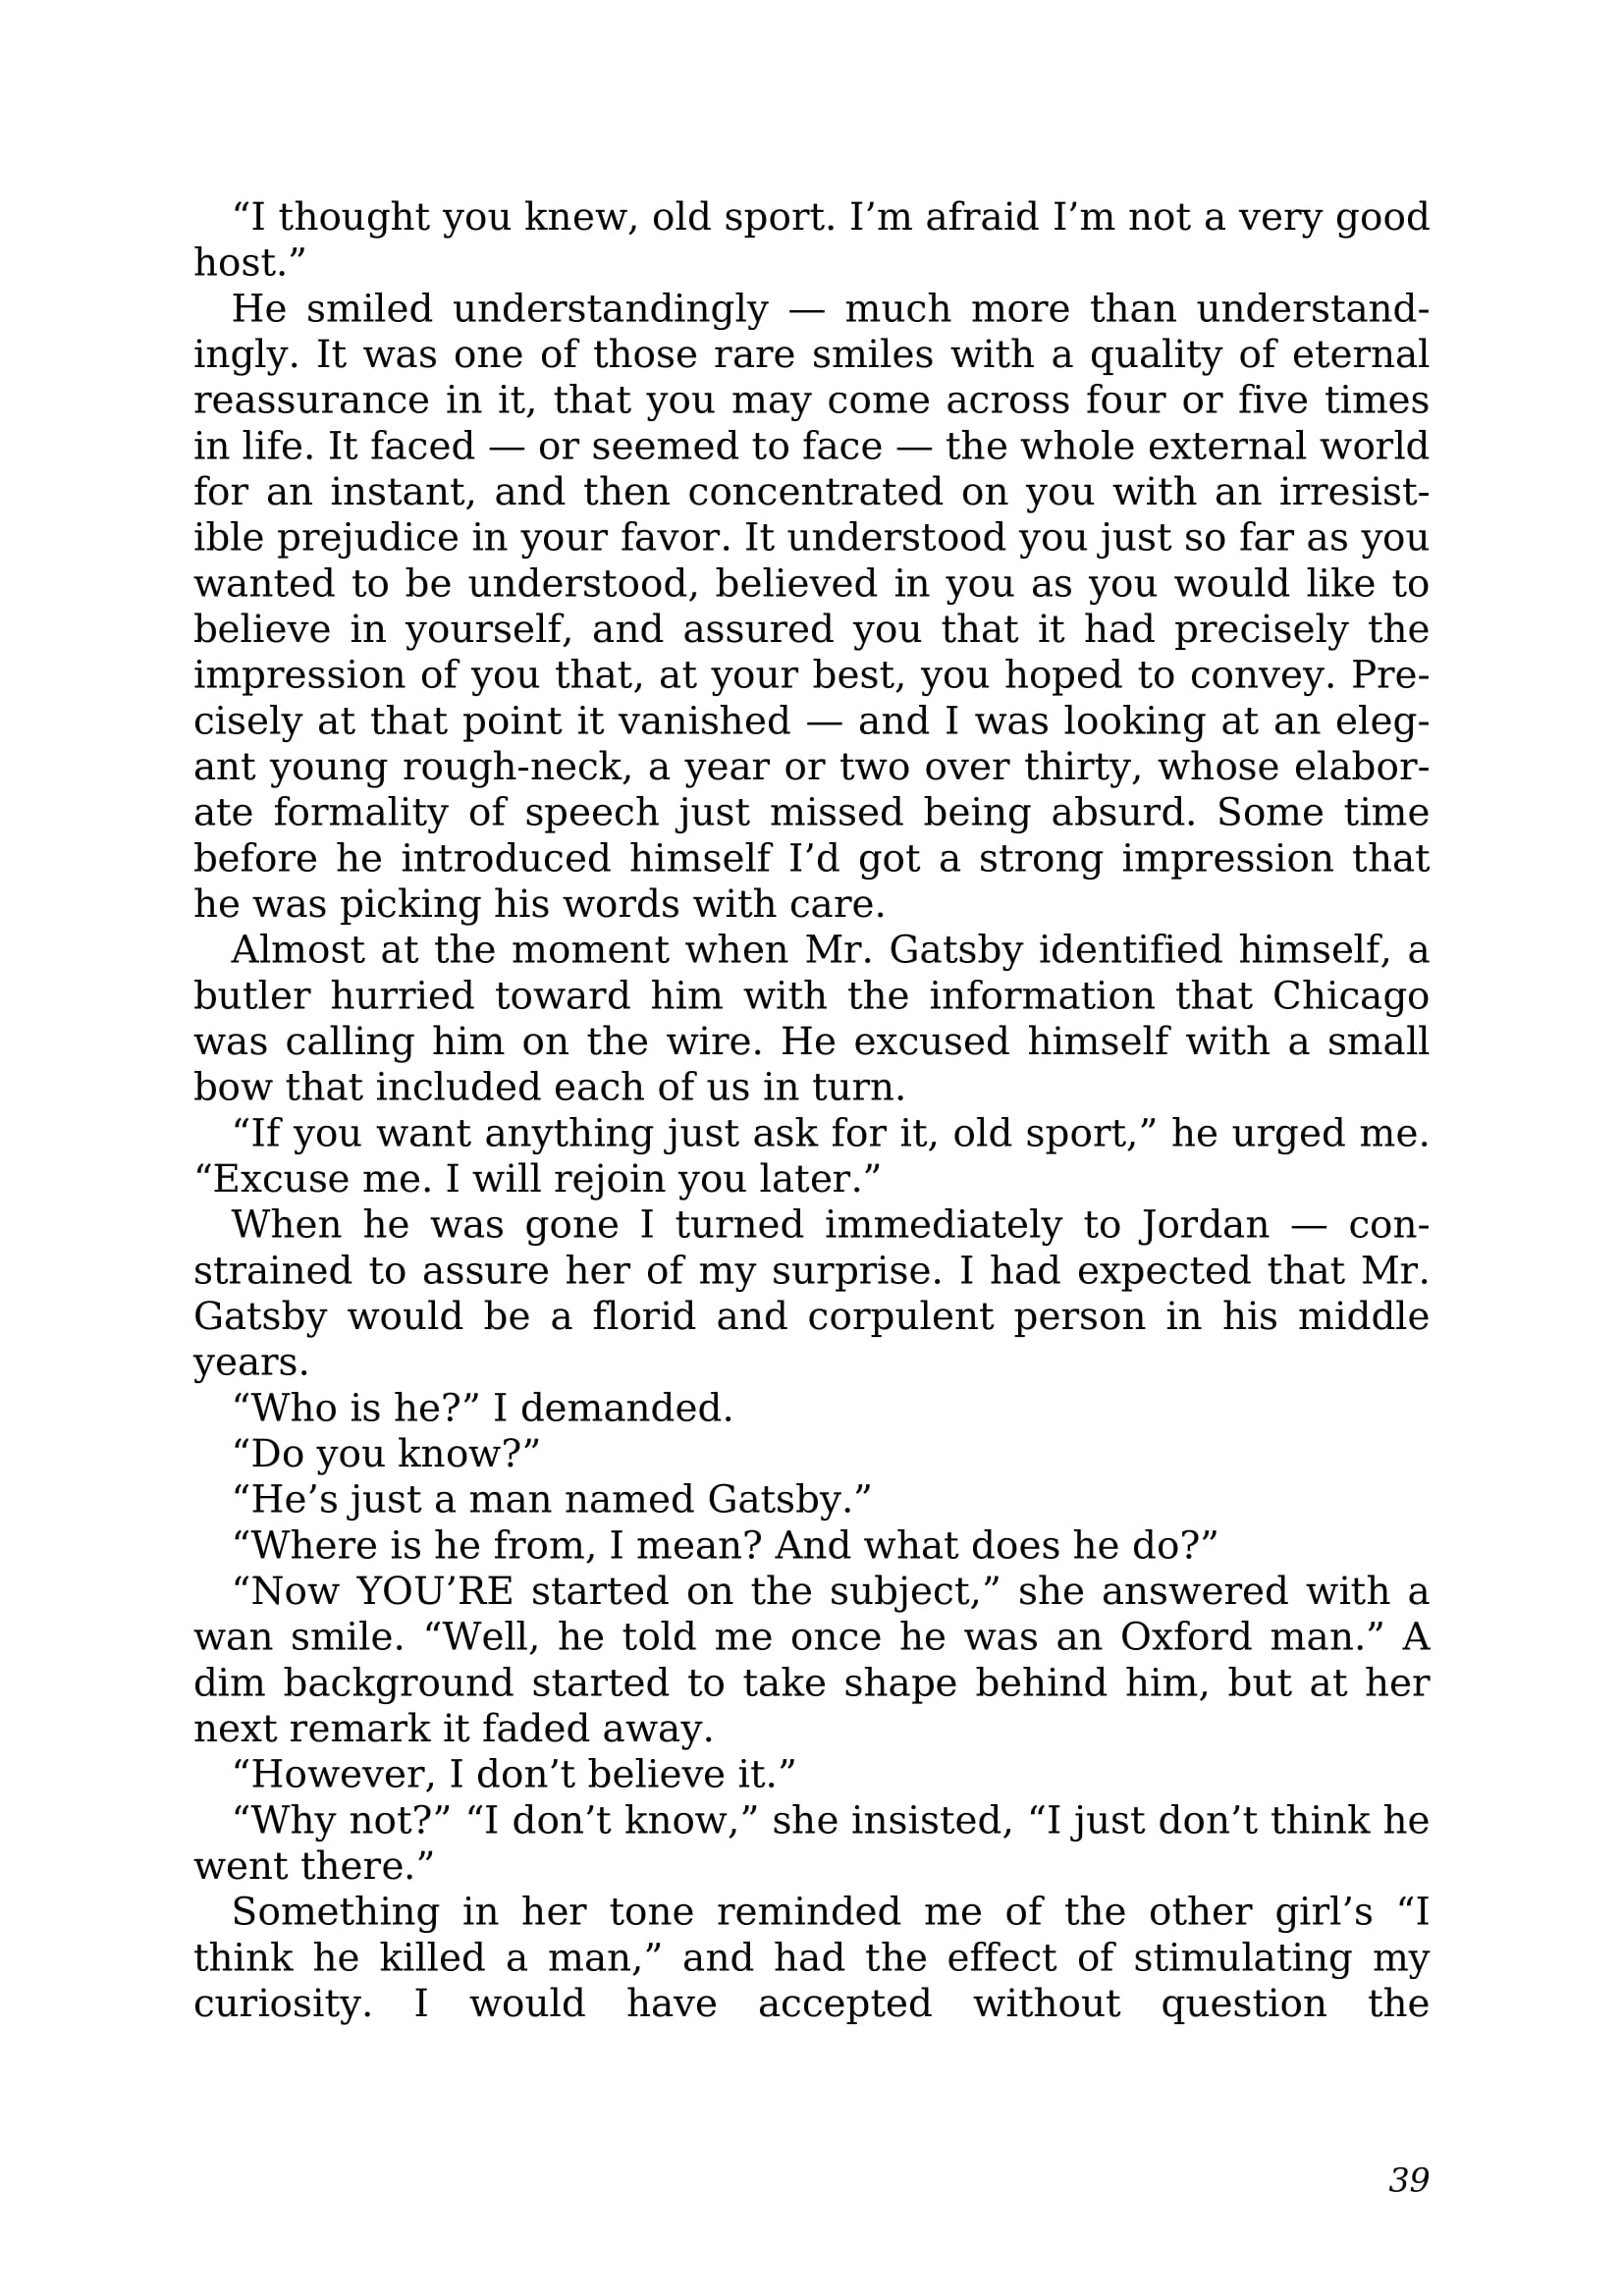 “I thought you knew, old sport. I’m afraid I’m not a very good
host.”
He smiled understandingly — much more than understand-
ingly. It was one of those rare smiles with a quality of eternal
reassurance in it, that you may come across four or five times
in life. It faced — or seemed to face — the whole external world
for an instant, and then concentrated on you with an irresist-
ible prejudice in your favor. It understood you just so far as you
wanted to be understood, believed in you as you would like to
believe in yourself, and assured you that it had precisely the
impression of you that, at your best, you hoped to convey. Pre-
cisely at that point it vanished — and I was looking at an eleg-
ant young rough-neck, a year or two over thirty, whose elabor-
ate formality of speech just missed being absurd. Some time
before he introduced himself I’d got a strong impression that
he was picking his words with care.
Almost at the moment when Mr. Gatsby identified himself, a
butler hurried toward him with the information that Chicago
was calling him on the wire. He excused himself with a small
bow that included each of us in turn.
“If you want anything just ask for it, old sport,” he urged me.
“Excuse me. I will rejoin you later.”
When he was gone I turned immediately to Jordan — con-
strained to assure her of my surprise. I had expected that Mr.
Gatsby would be a florid and corpulent person in his middle
years.
“Who is he?” I demanded.
“Do you know?”
“He’s just a man named Gatsby.”
“Where is he from, I mean? And what does he do?”
“Now YOU’RE started on the subject,” she answered with a
wan smile. “Well, he told me once he was an Oxford man.” A
dim background started to take shape behind him, but at her
next remark it faded away.
“However, I don’t believe it.”
“Why not?” “I don’t know,” she insisted, “I just don’t think he
went there.”
Something in her tone reminded me of the other girl’s “I
think he killed a man,” and had the effect of stimulating my
curiosity. I would have accepted without question the
39